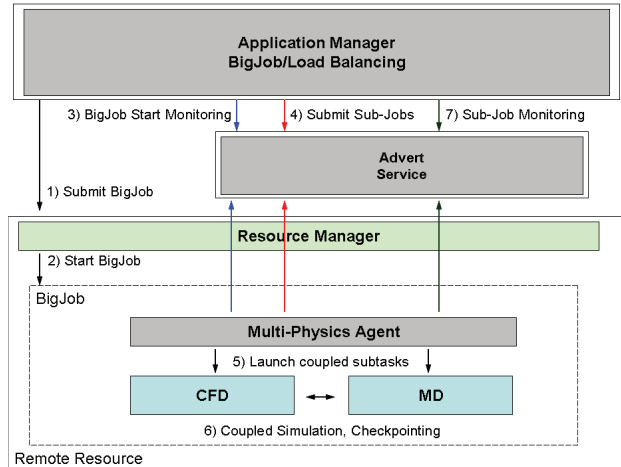 Application Manager
BigJob/Load Balancing
3) BigJob Start Monitoring
4) Submit Sub-Jobs
7) Sub-Job Monitoring
Advert
Service
1) Submit BigJob
Resource Manager
2) Start BigJob
BigJob
Multi-Physics Agent
5) Launch coupled subtasks
CFD
MD
6) Coupled Simulation, Checkpointing
Remote Resource